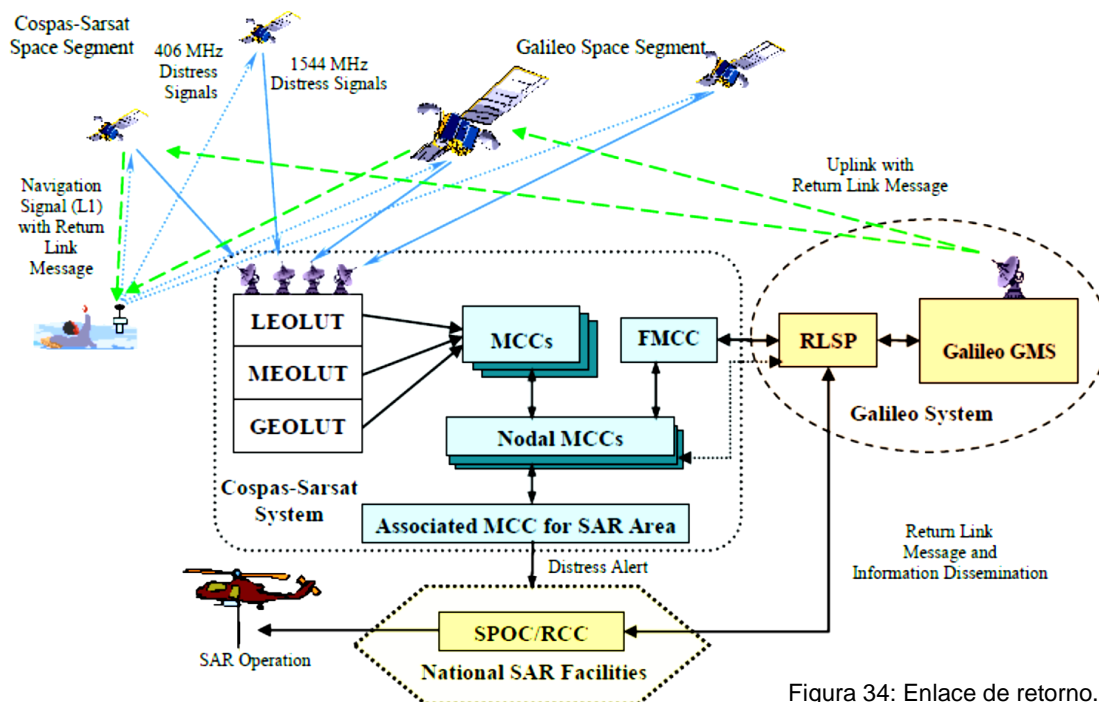 Cospas-Sarsat
Space Segment
406 MHz
Distress
Signals
1544 MHz
Distress Signals
Galileo Space Segment
Navigation
Signal (L1)
with Return
Link
Message
Uplink with
Return Link Message
LEOLUT
MEOLUT
GEOLUT
MCCs
FMCC
Nodal MCCs
Cospas-Sarsat
System
Associated MCC for SAR Area
RLSP
Galileo GMS
Galileo System
Distress Alert
Return Link
Message and
Information Dissemination
SAR Operation
SPOC/RCC
National SAR Facilities
Figura 34: Enlace de retorno.